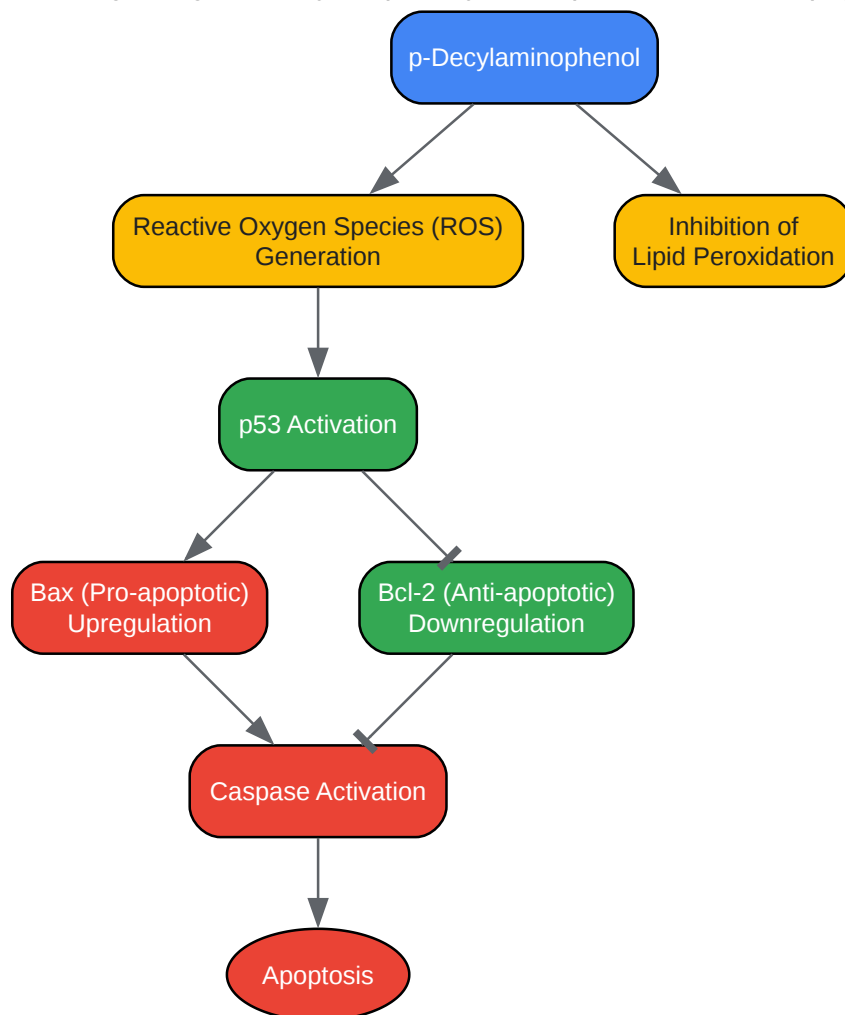 p-Decylaminophenol
Reactive Oxygen Species (ROS)
Generation
Inhibition of
Lipid Peroxidation
p53 Activation
Bax (Pro-apoptotic)
Upregulation
Bcl-2 (Anti-apoptotic)
Downregulation
Caspase Activation
Apoptosis